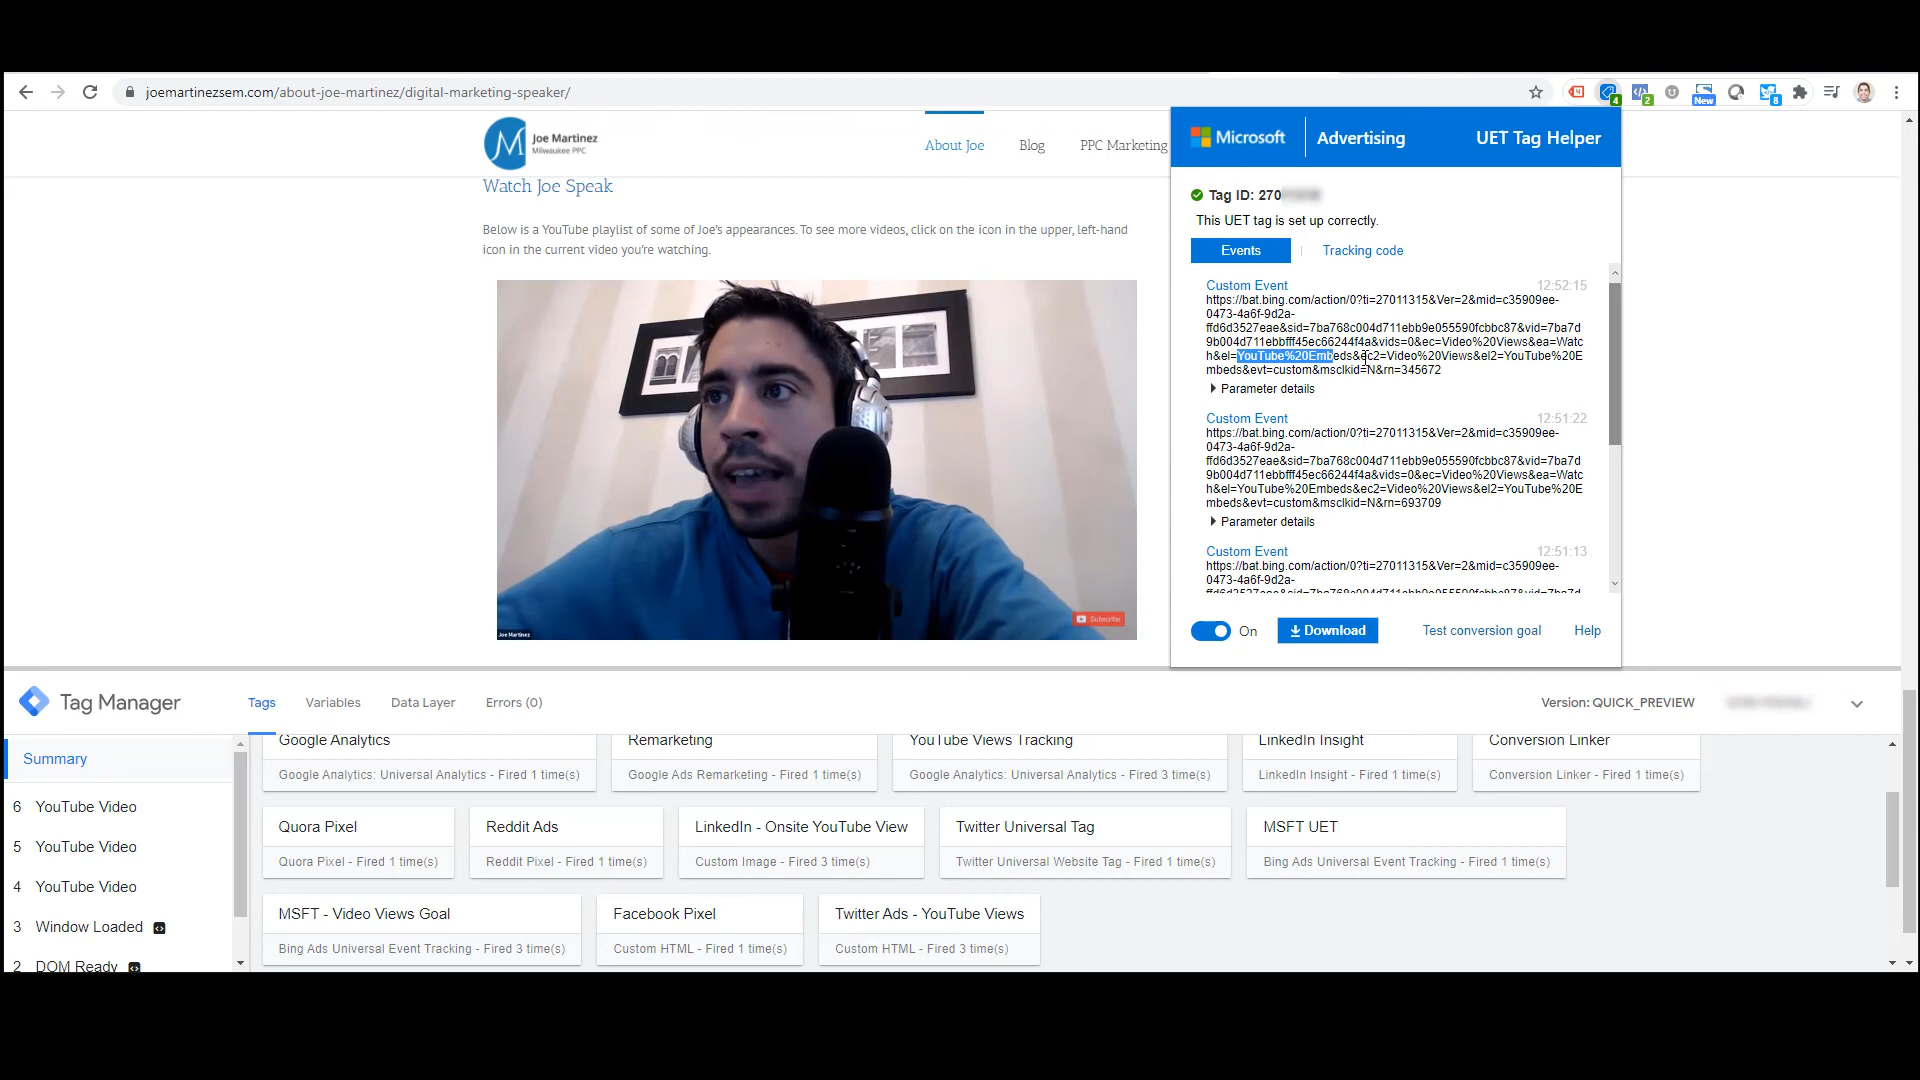 joemartinezsem.com/about-joe-martinez/digital-marketing-speaker/
4
2
New
8
Joe Martinez
Milwaukee PPC
About Joe
Blog
PPC Marketing
Watch Joe Speak
Below is a YouTube playlist of some of Joe's appearances. To see more videos, click on the icon in the upper, left-hand
icon in the current video you're watching.
Joe Martinez
Subscribe
Microsoft
Advertising
UET Tag Helper
Tag ID: 270
This UET tag is set up correctly.
Events
Tracking code
Custom Event 12:52:15
https://bat.bing.com/action/0?ti=27011315&Ver=2&mid=c35909ee-
0473-4a6f-9d2a-
ffd6d3527eae&sid=7ba768c004d711ebb9e055590fcbbc87&vid=7ba7d
9b004d711ebbfff45ec66244f4a&vids=0&ec=Video%20Views&ea=Watc
h&el=YouTube%20Embeds&ec2=Video%20Views&el2=YouTube%20E
mbeds&evt=custom&msclkid=N&rn=345672
Parameter details
Custom Event 12:51:22
https://bat.bing.com/action/0?ti=27011315&Ver=2&mid=c35909ee-
0473-4a6f-9d2a-
ffd6d3527eae&sid=7ba768c004d711ebb9e055590fcbbc87&vid=7ba7d
9b004d711ebbfff45ec66244f4a&vids=0&ec=Video%20Views&ea=Watc
h&el=YouTube%20Embeds&ec2=Video%20Views&el2=YouTube%20E
mbeds&evt=custom&msclkid=N&rn=693709
Parameter details
Custom Event 12:51:13
https://bat.bing.com/action/0?ti=27011315&Ver=2&mid=c35909ee-
0473-4a6f-9d2a-
ffd6d3527eae&sid=7ba768c004d711ebb9e055590fcbbc87&vid=7ba7d
On
Download
Test conversion goal
Help
Tag Manager
Tags
Variables
Data Layer
Errors (0)
Version: QUICK_PREVIEW
Summary
6 YouTube Video
5 YouTube Video
4 YouTube Video
3 Window Loaded
2 DOM Ready
Google Analytics
Google Analytics: Universal Analytics - Fired 1 time(s)
Remarketing
Google Ads Remarketing - Fired 1 time(s)
YouTube Views Tracking
Google Analytics: Universal Analytics - Fired 3 time(s)
LinkedIn Insight
LinkedIn Insight - Fired 1 time(s)
Conversion Linker
Conversion Linker - Fired 1 time(s)
Quora Pixel
Quora Pixel - Fired 1 time(s)
Reddit Ads
Reddit Pixel - Fired 1 time(s)
LinkedIn - Onsite YouTube View
Custom Image - Fired 3 time(s)
Twitter Universal Tag
Twitter Universal Website Tag - Fired 1 time(s)
MSFT UET
Bing Ads Universal Event Tracking - Fired 1 time(s)
MSFT - Video Views Goal
Bing Ads Universal Event Tracking - Fired 3 time(s)
Facebook Pixel
Custom HTML - Fired 1 time(s)
Twitter Ads - YouTube Views
Custom HTML - Fired 3 time(s)